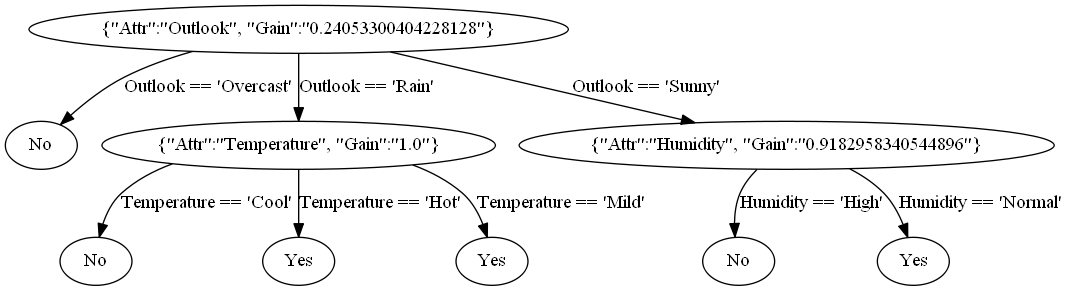 {"Attr":"Outlook", "Gain":"0.24053300404228128"}
Outlook == 'Overcast'
Outlook == 'Rain'
Outlook == 'Sunny'
No
{"Attr":"Temperature", "Gain":"1.0"}
{"Attr":"Humidity", "Gain":"0.9182958340544896"}
Temperature == 'Cool'
Temperature == 'Hot'
Temperature == 'Mild'
Humidity == 'High'
Humidity == 'Normal'
No
Yes
Yes
No
Yes